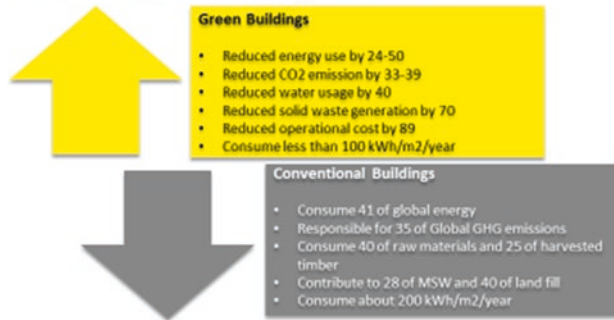 Green Buildings
• Reduced energy use by 24-50
• Reduced CO2 emission by 33-39
• Reduced water usage by 40
• Reduced solid waste generation by 70
• Reduced operational cost by 89
• Consume less than 100 kWh/m2/year
Conventional Buildings
• Consume 41 of global energy
• Responsible for 35 of Global GHG emissions
• Consume 40 of raw materials and 25 of harvested
timber
• Contribute to 28 of MSW and 40 of land fill
• Consume about 200 kWh/m2/year